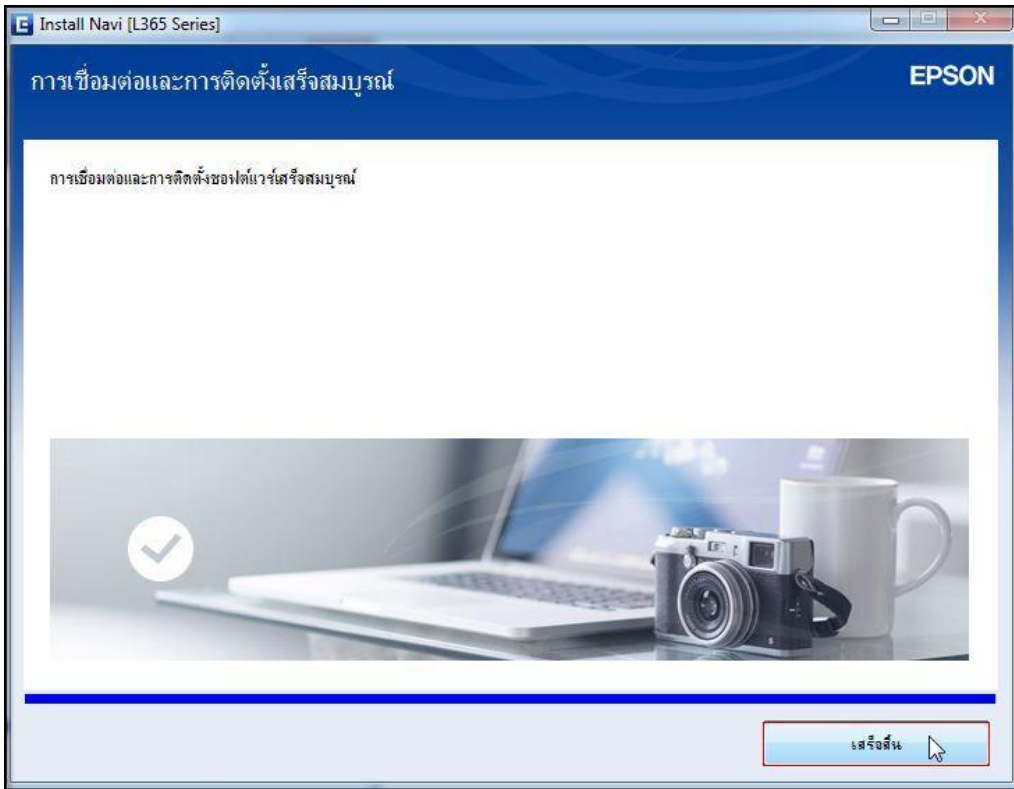 Install Navi [L365 Series]
การเชื่อมต่อและการติดตั้งเสร็จสมบูรณ์
EPSON
การเชื่อมต่อและการติดตั้งซอฟต์แวร์เสร็จสมบูรณ์
เสร็จสิ้น